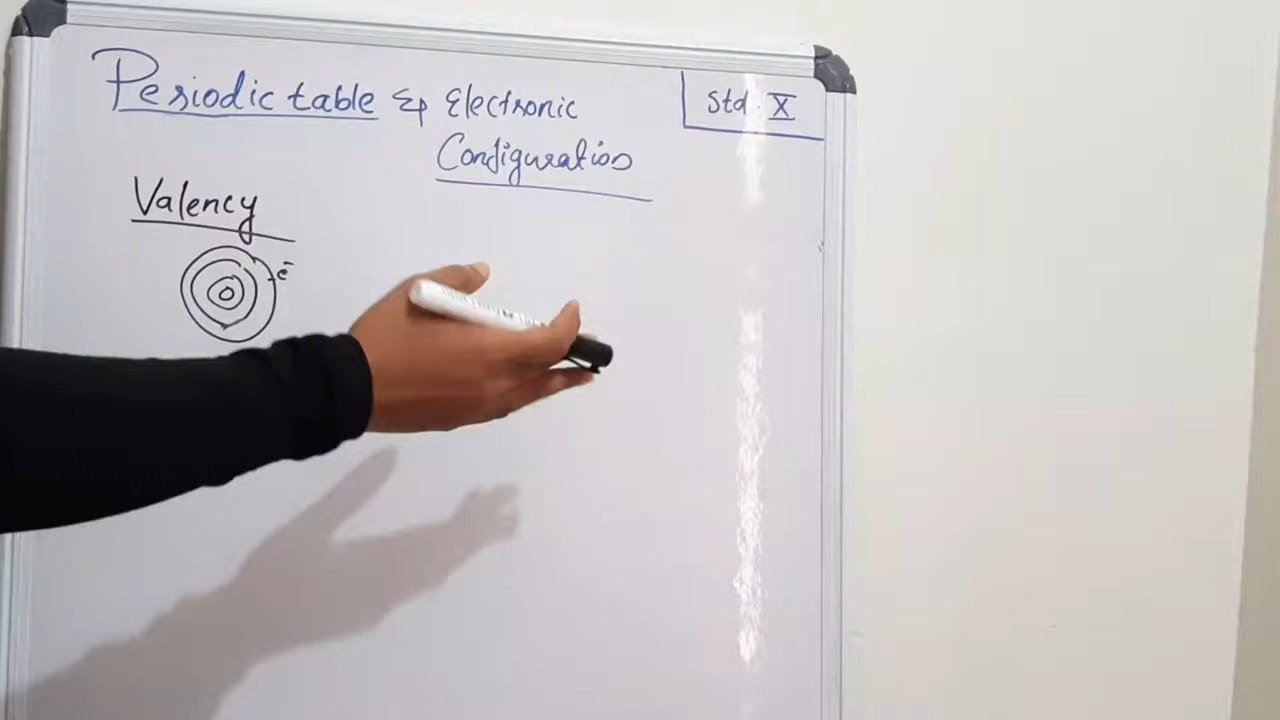 Periodic table & Electronic
Configuration
Std. X
Valency
e⁻